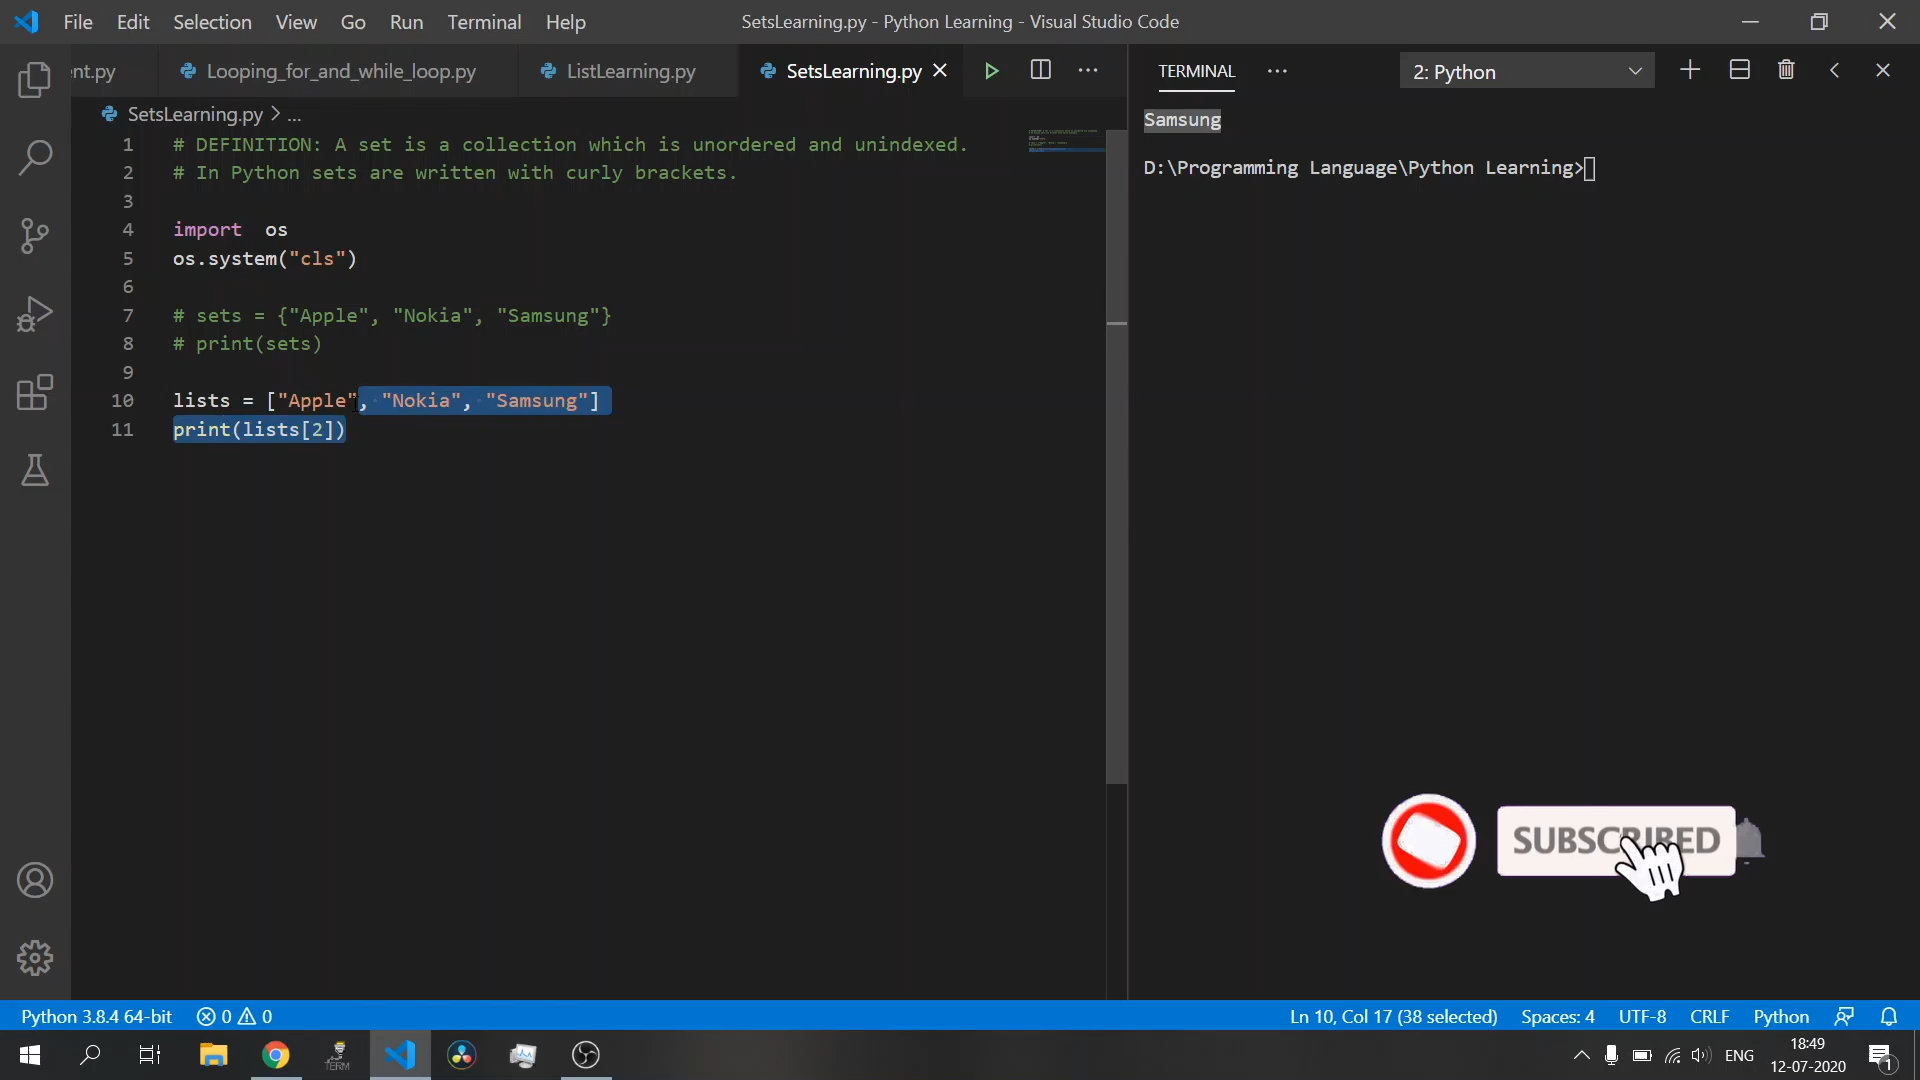 File Edit Selection View Go Run Terminal Help
SetsLearning.py - Python Learning - Visual Studio Code
nt.py
Looping_for_and_while_loop.py
ListLearning.py
SetsLearning.py
TERMINAL
2: Python
SetsLearning.py > ...
1 # DEFINITION: A set is a collection which is unordered and unindexed.
2 # In Python sets are written with curly brackets.
3
4 import  os
5 os.system("cls")
6
7 # sets = {"Apple", "Nokia", "Samsung"}
8 # print(sets)
9
10 lists = ["Apple", "Nokia", "Samsung"]
11 print(lists[2])
Samsung
D:\Programming Language\Python Learning>
SUBSCRIBED
Python 3.8.4 64-bit
0 0
Ln 10, Col 17 (38 selected)
Spaces: 4
UTF-8
CRLF
Python
TERM
ENG
18:49
12-07-2020
1